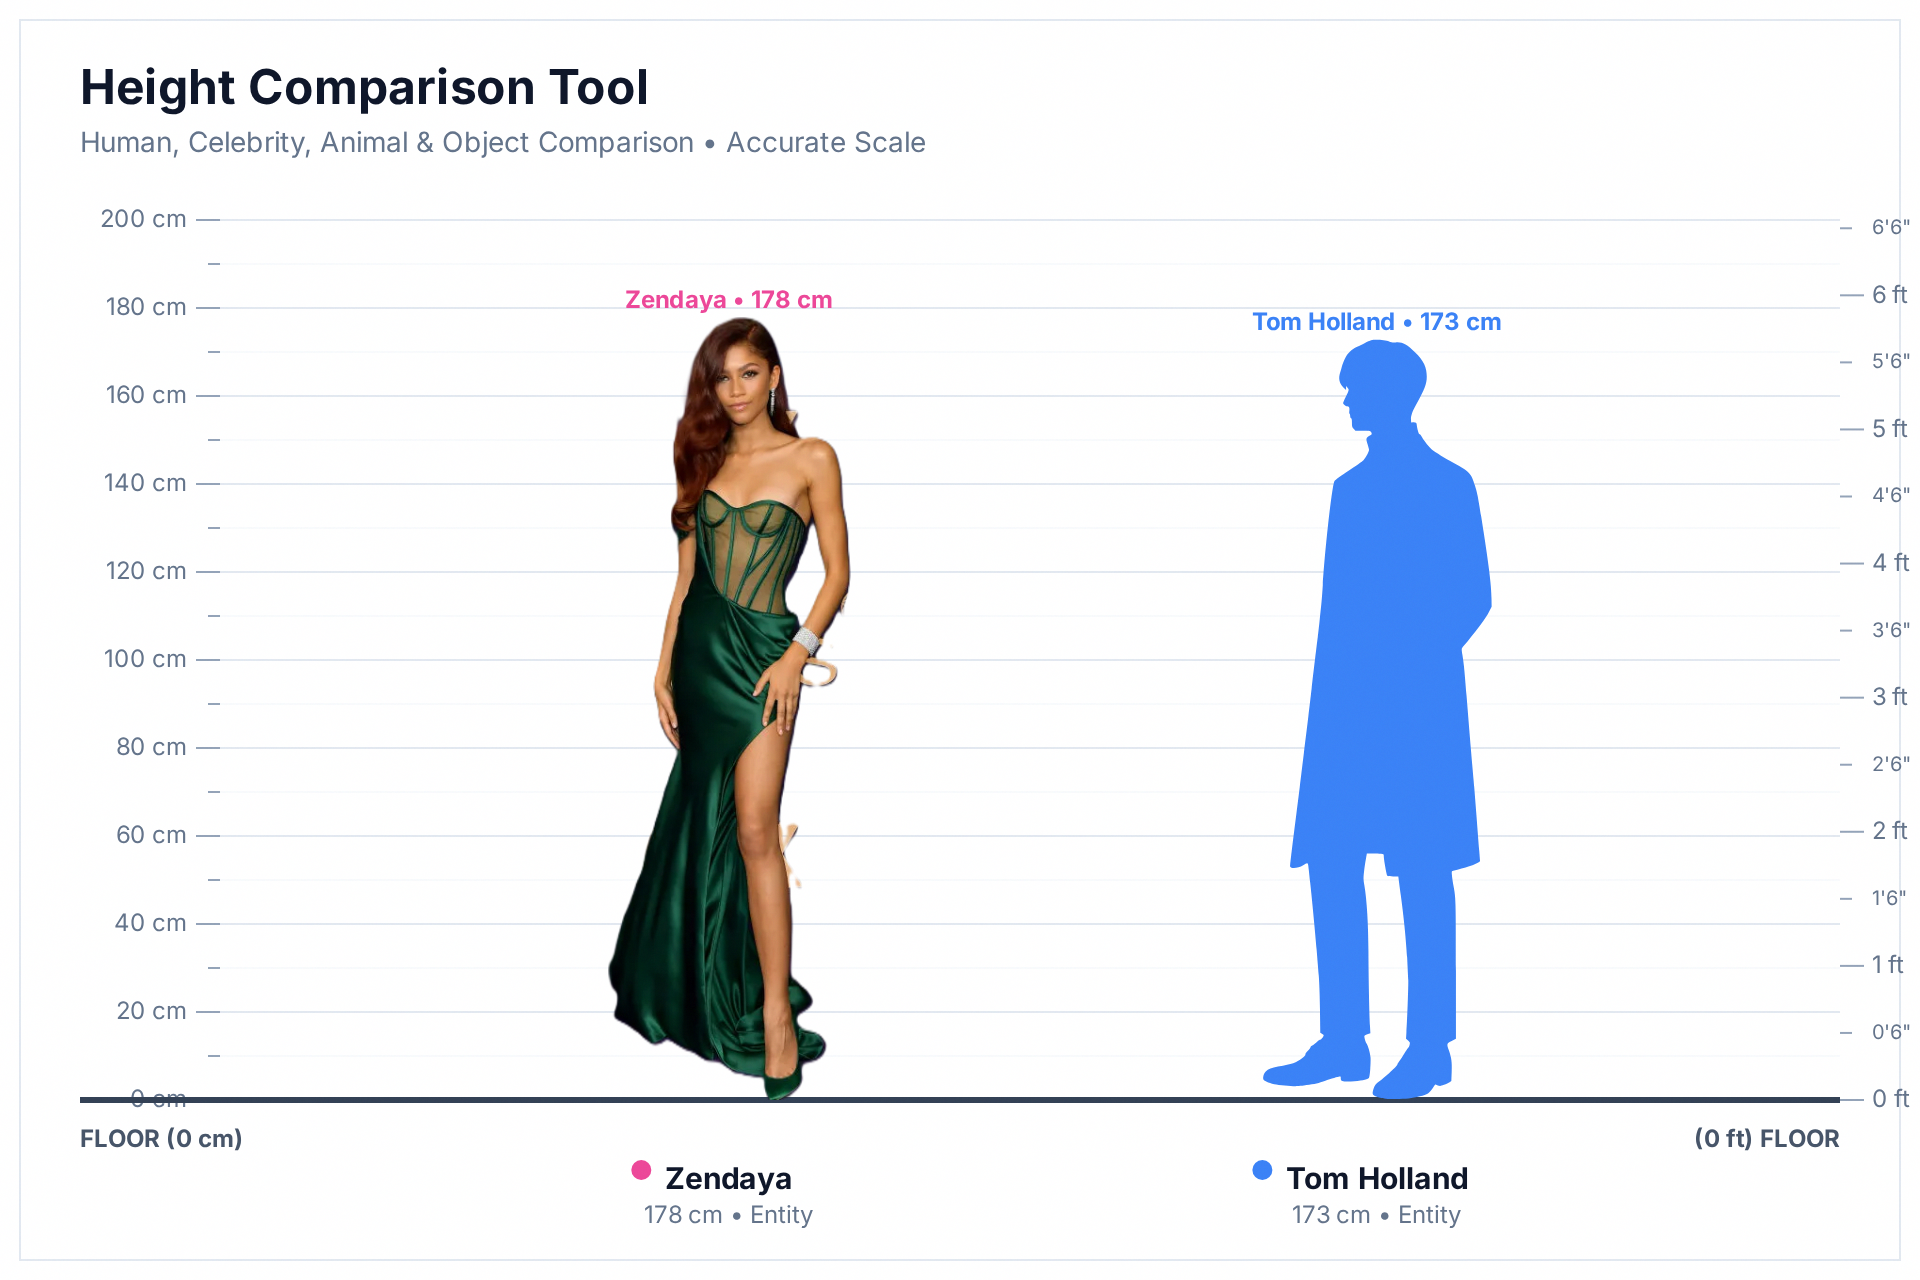 Height Comparison Tool
Human, Celebrity, Animal & Object Comparison • Accurate Scale
200 cm
6'6"
Zendaya • 178 cm
180 cm
6 ft
Tom Holland • 173 cm
5'6"
160 cm
5 ft
140 cm
4'6"
120 cm
4 ft
3'6"
100 cm
3 ft
80 cm
2'6"
60 cm
2 ft
1'6"
40 cm
1 ft
20 cm
0'6"
0 cm
0 ft
FLOOR (0 cm)
(0 ft) FLOOR
Zendaya
Tom Holland
178 cm • Entity
173 cm • Entity